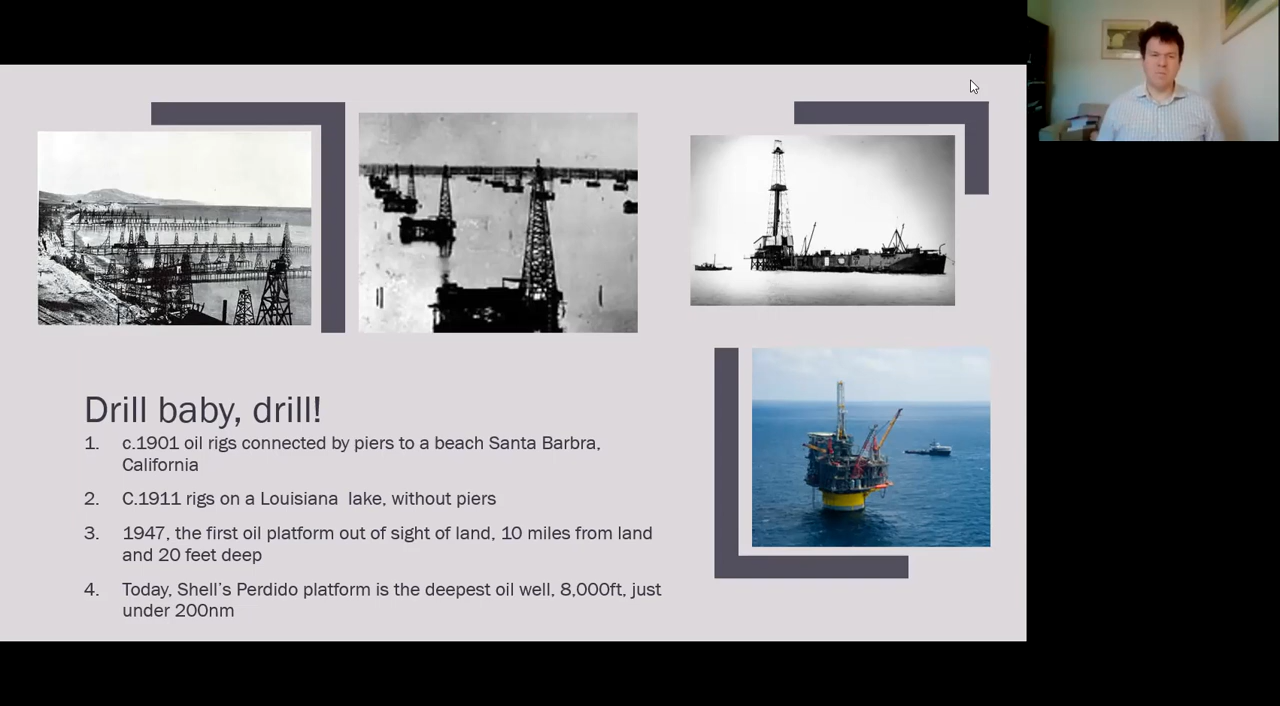 Drill baby, drill!
1. c.1901 oil rigs connected by piers to a beach Santa Barbra,
California
2. C.1911 rigs on a Louisiana lake, without piers
3. 1947, the first oil platform out of sight of land, 10 miles from land
and 20 feet deep
4. Today, Shell's Perdido platform is the deepest oil well, 8,000ft, just
under 200nm